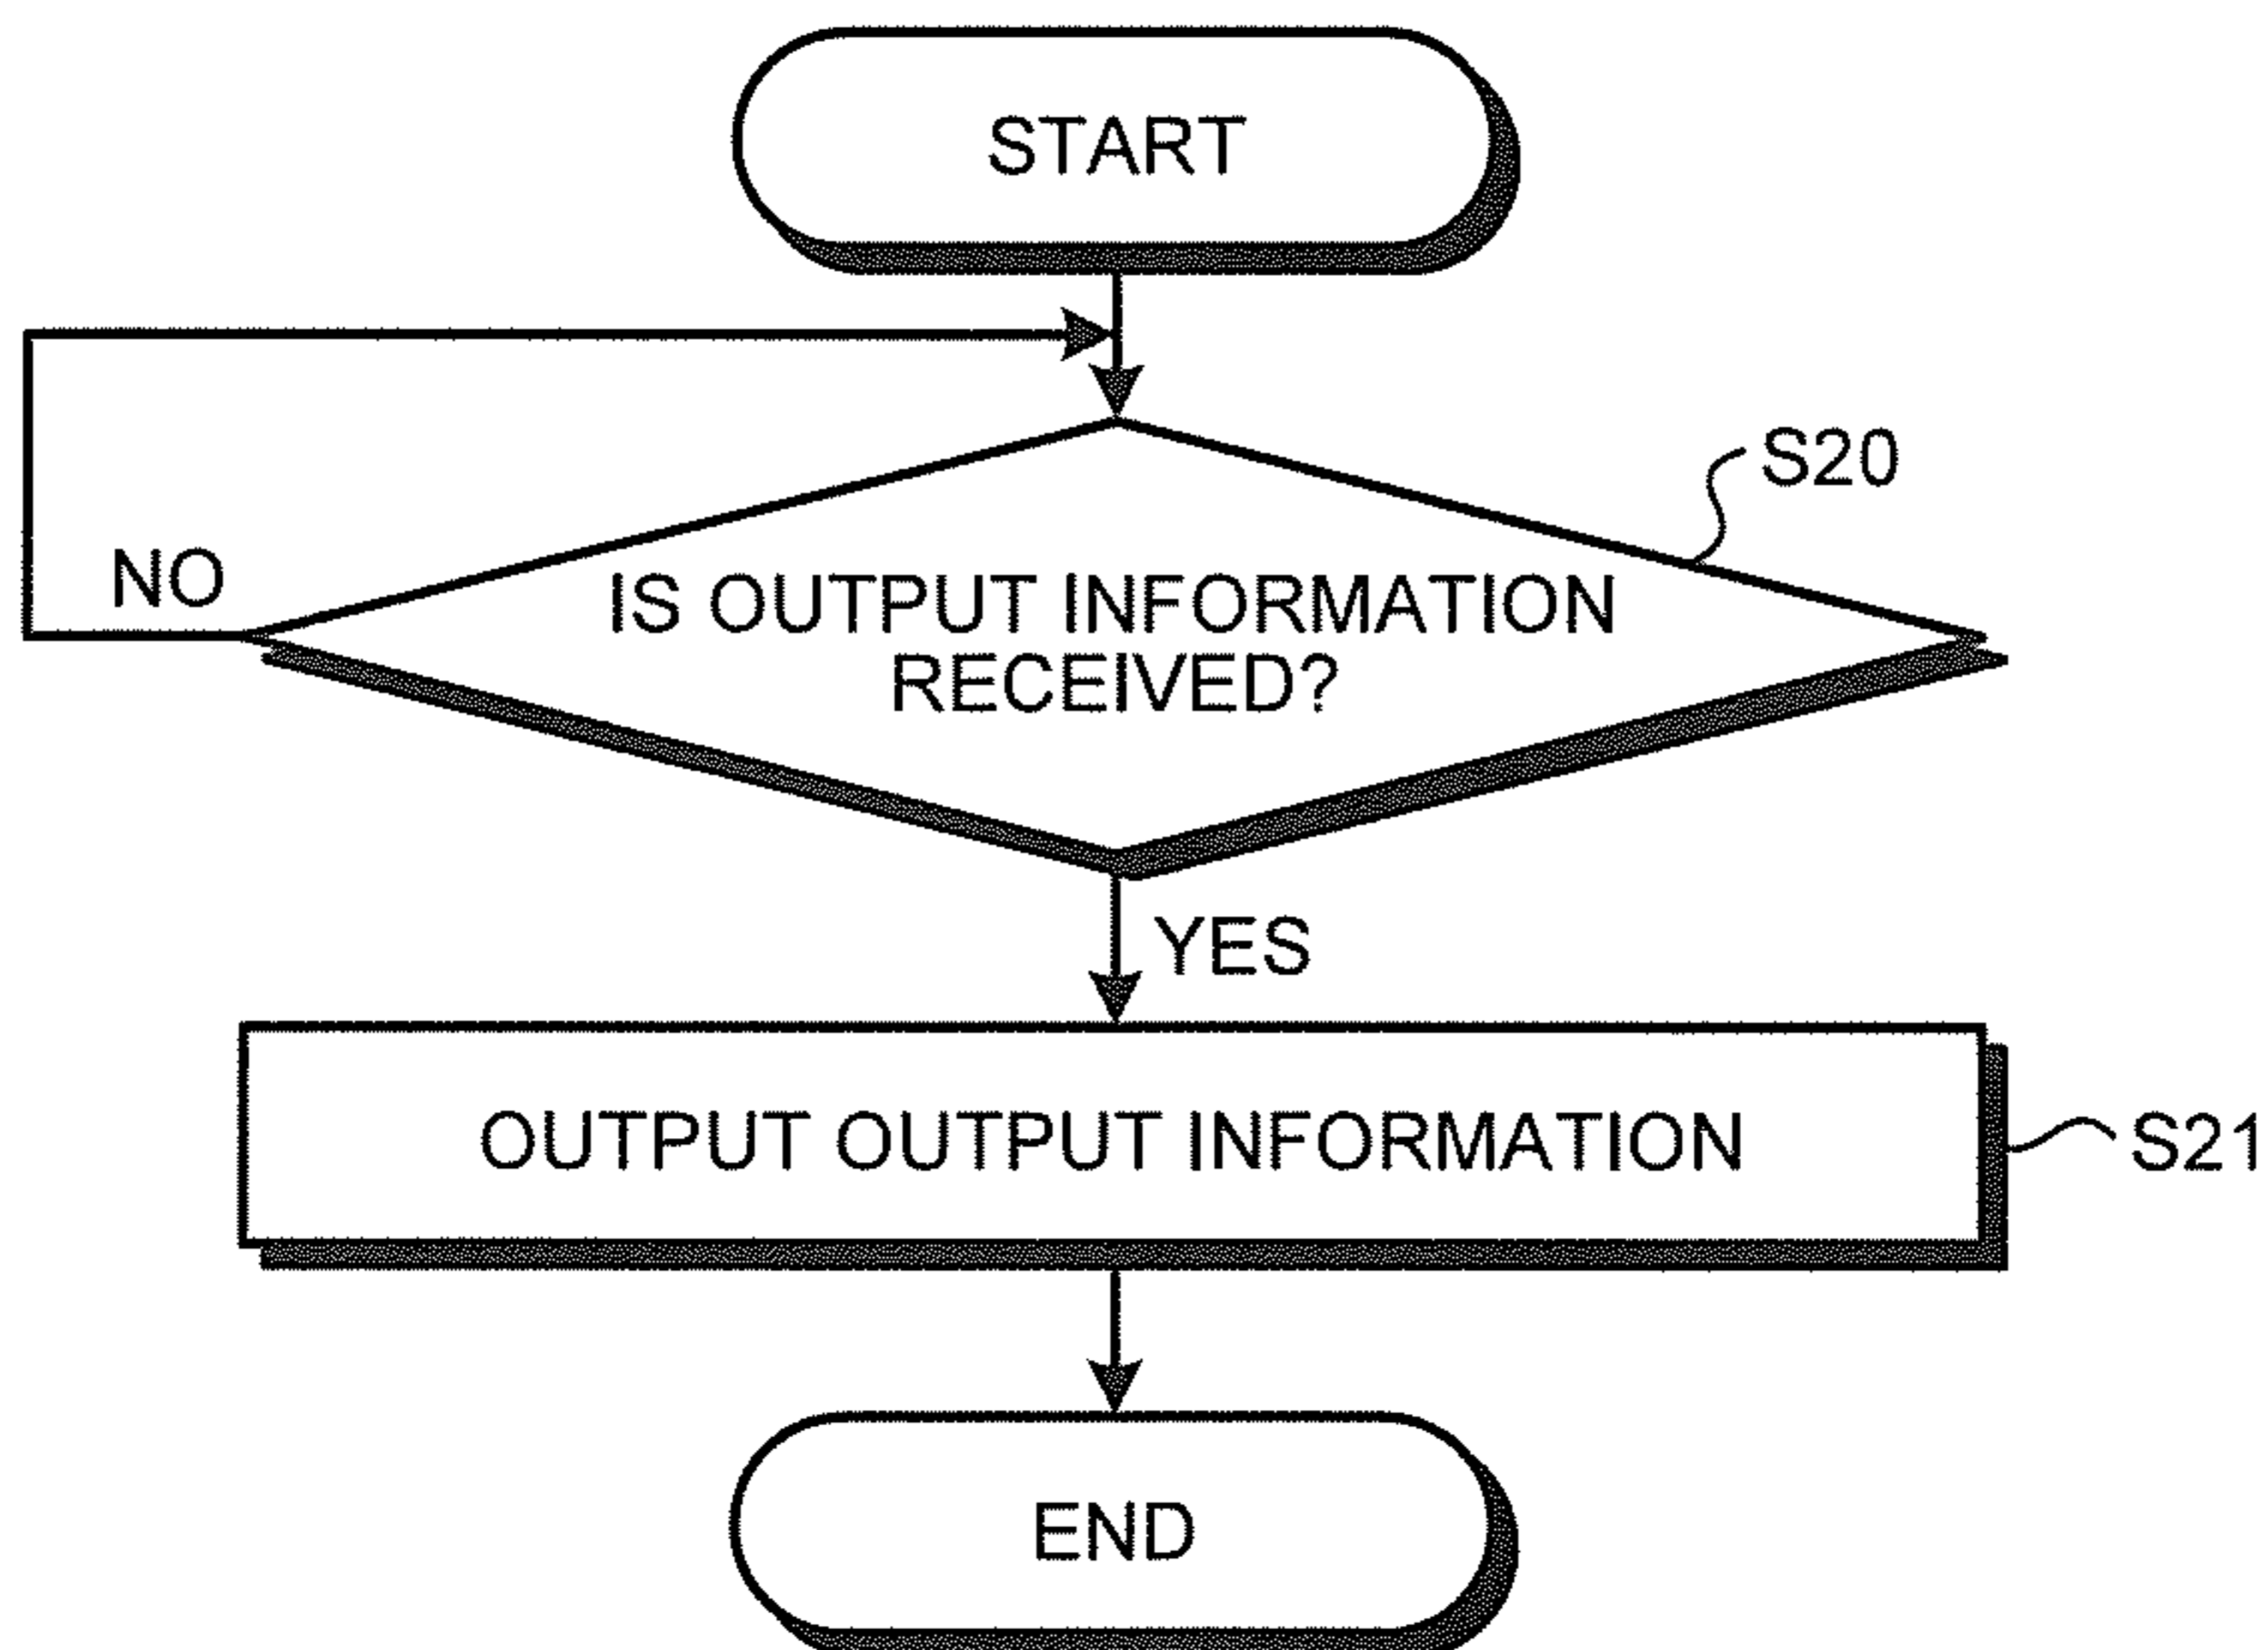 START
S20
NO
IS OUTPUT INFORMATION
RECEIVED?
YES
OUTPUT OUTPUT INFORMATION
S21
END